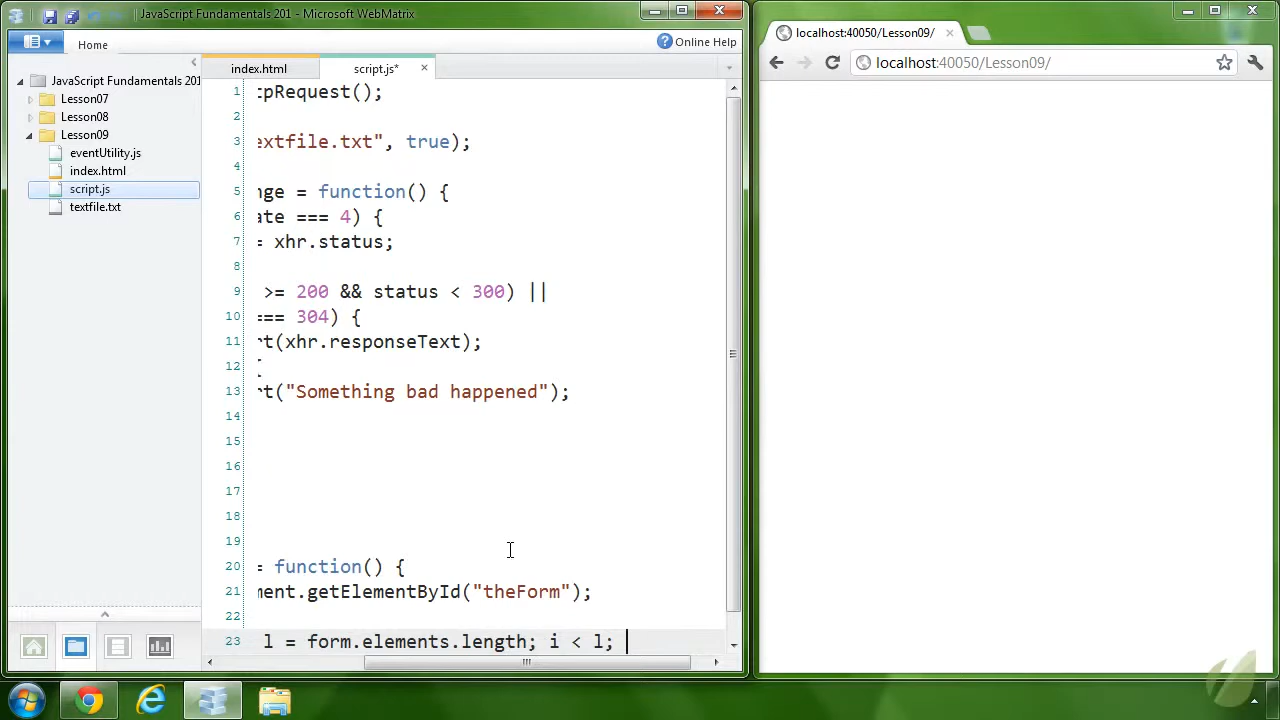 JavaScript Fundamentals 201 - Microsoft WebMatrix
Home
Online Help
JavaScript Fundamentals 201
Lesson07
Lesson08
Lesson09
eventUtility.js
index.html
script.js
textfile.txt
index.html
script.js*
1 pRequest();
2
3 extfile.txt", true);
4
5 nge = function() {
6 ate === 4) {
7 = xhr.status;
8
9 >= 200 && status < 300) ||
10 === 304) {
11 rt(xhr.responseText);
12
13 rt("Something bad happened");
14
15
16
17
18
19
20 = function() {
21 ment.getElementById("theForm");
22
23 l = form.elements.length; i < l;
localhost:40050/Lesson09/
localhost:40050/Lesson09/